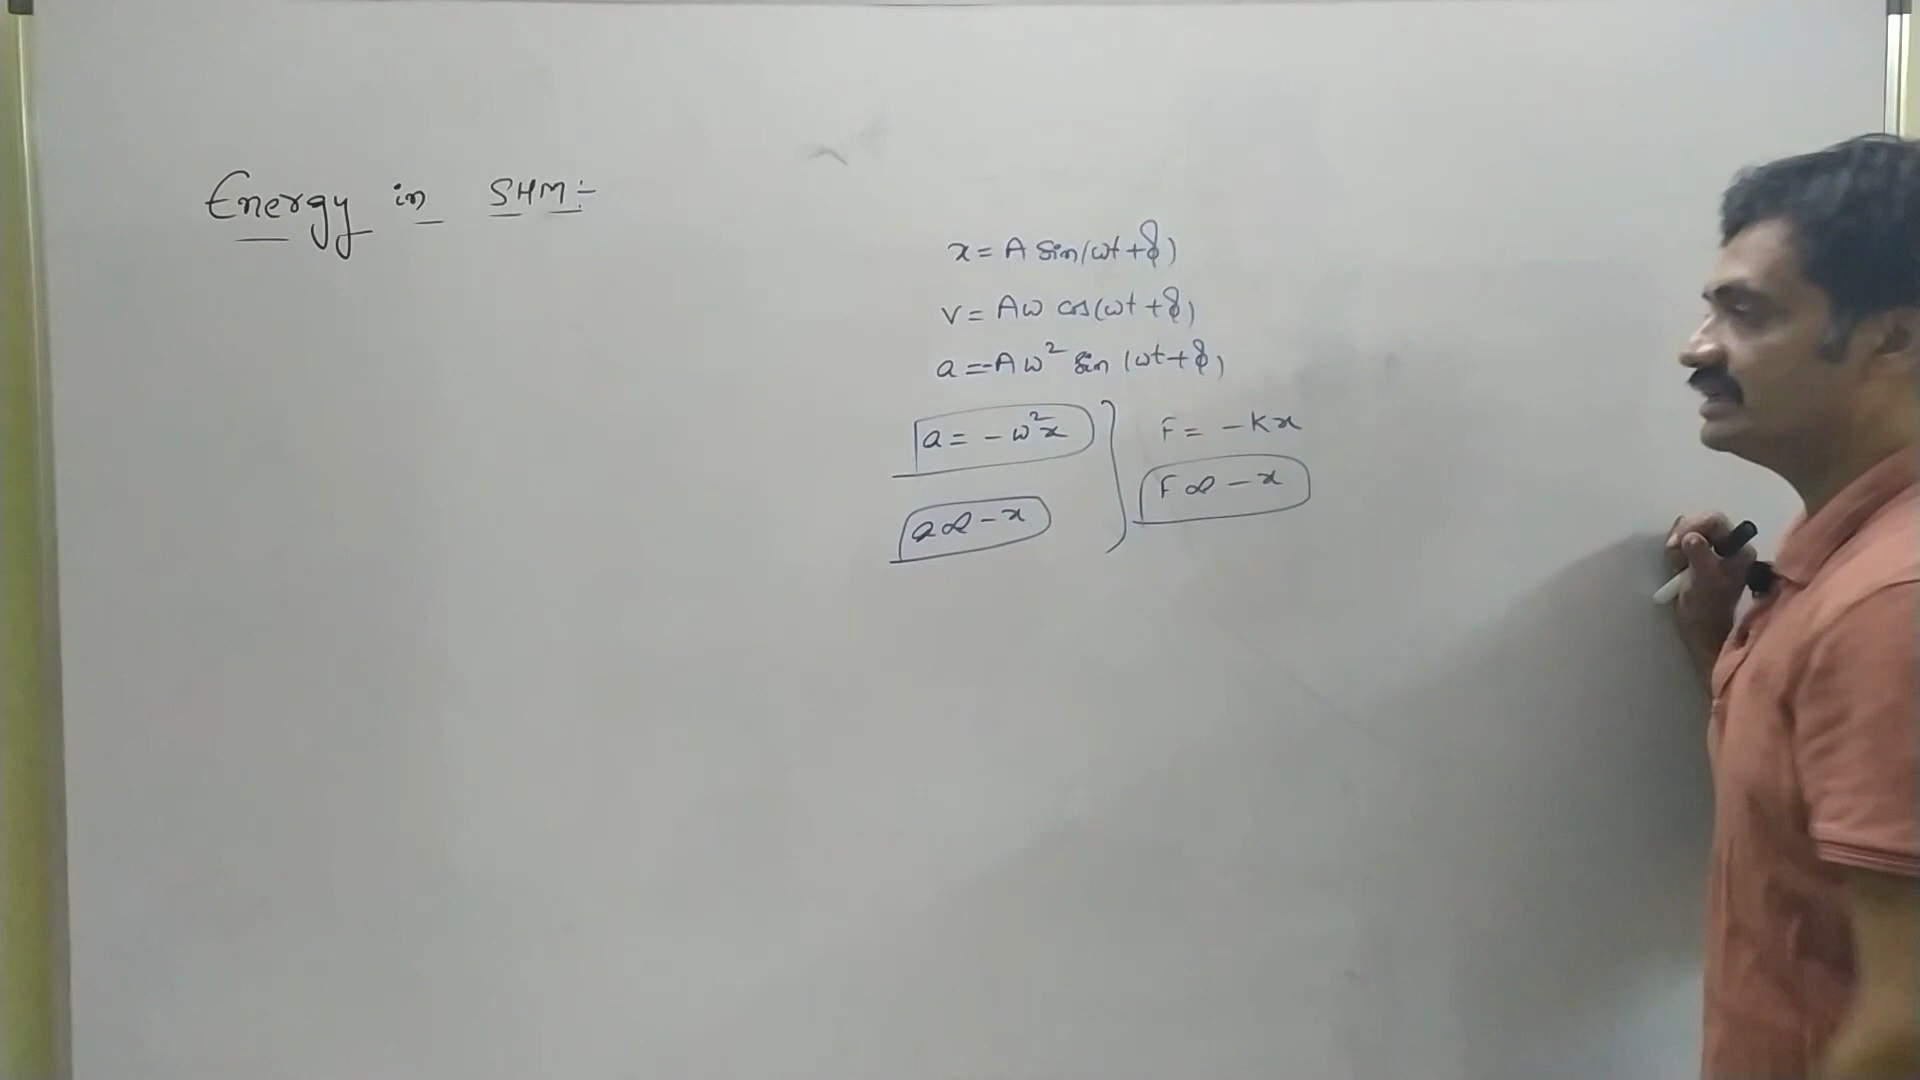 Energy in SHM:-
x = A sin(ωt + φ)
v = Aω cos(ωt + φ)
a = -Aω² sin(ωt + φ)
a = - ω²x
F = - Kx
F ∝ - x
a ∝ - x